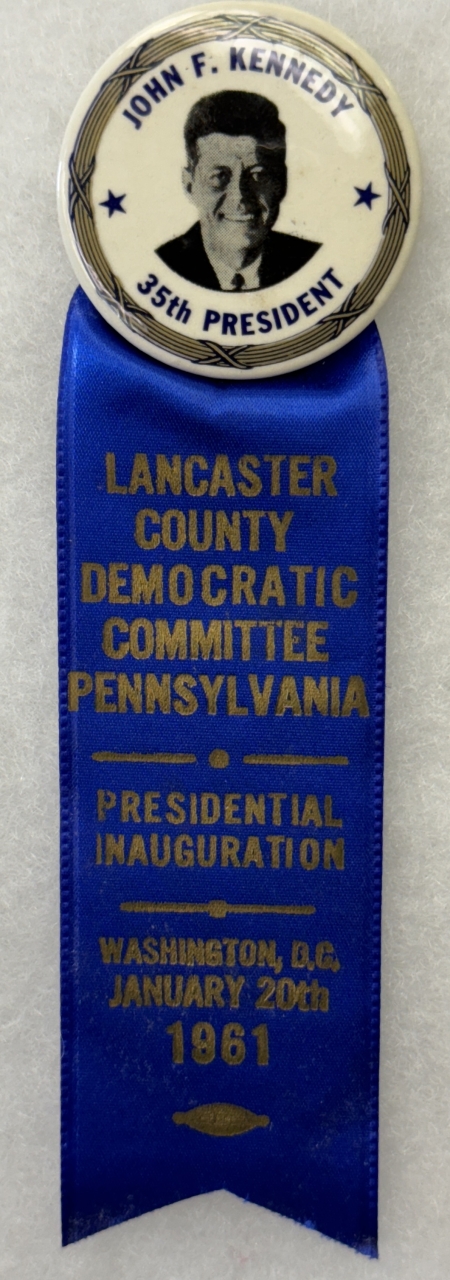 JOHN F. KENNEDY
35th PRESIDENT
LANCASTER
COUNTY
DEMOCRATIC
COMMITTEE
PENNSYLVANIA
PRESIDENTIAL
INAUGURATION
WASHINGTON, D.C.
JANUARY 20th
1961